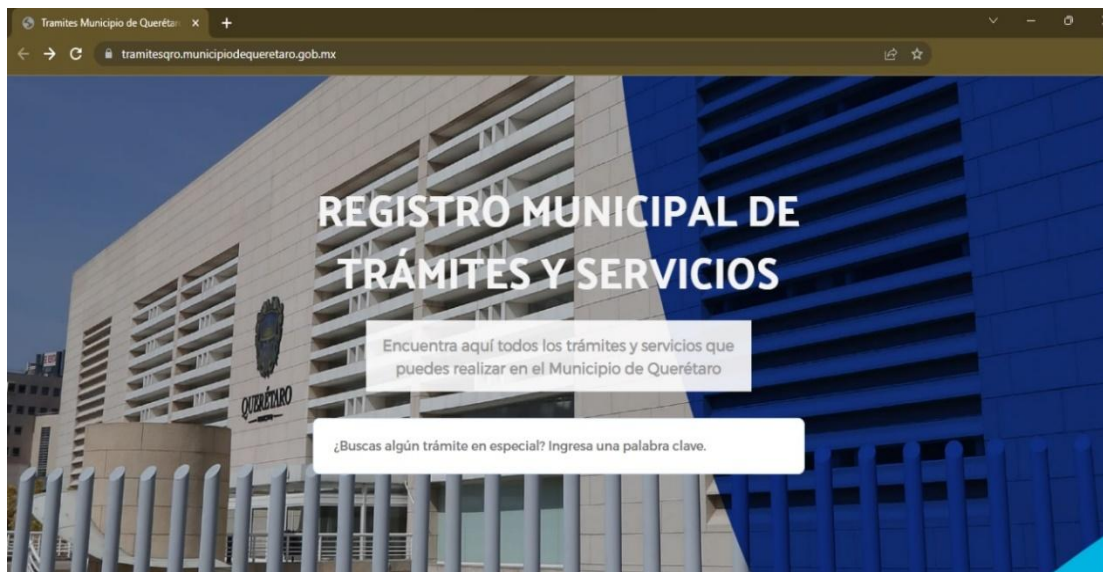 Tramites Municipio de Querétar
tramitesqro.municipiodequeretaro.gob.mx
REGISTRO MUNICIPAL DE
TRÁMITES Y SERVICIOS
Encuentra aquí todos los trámites y servicios que
puedes realizar en el Municipio de Querétaro
QUERÉTARO
¿Buscas algún trámite en especial? Ingresa una palabra clave.